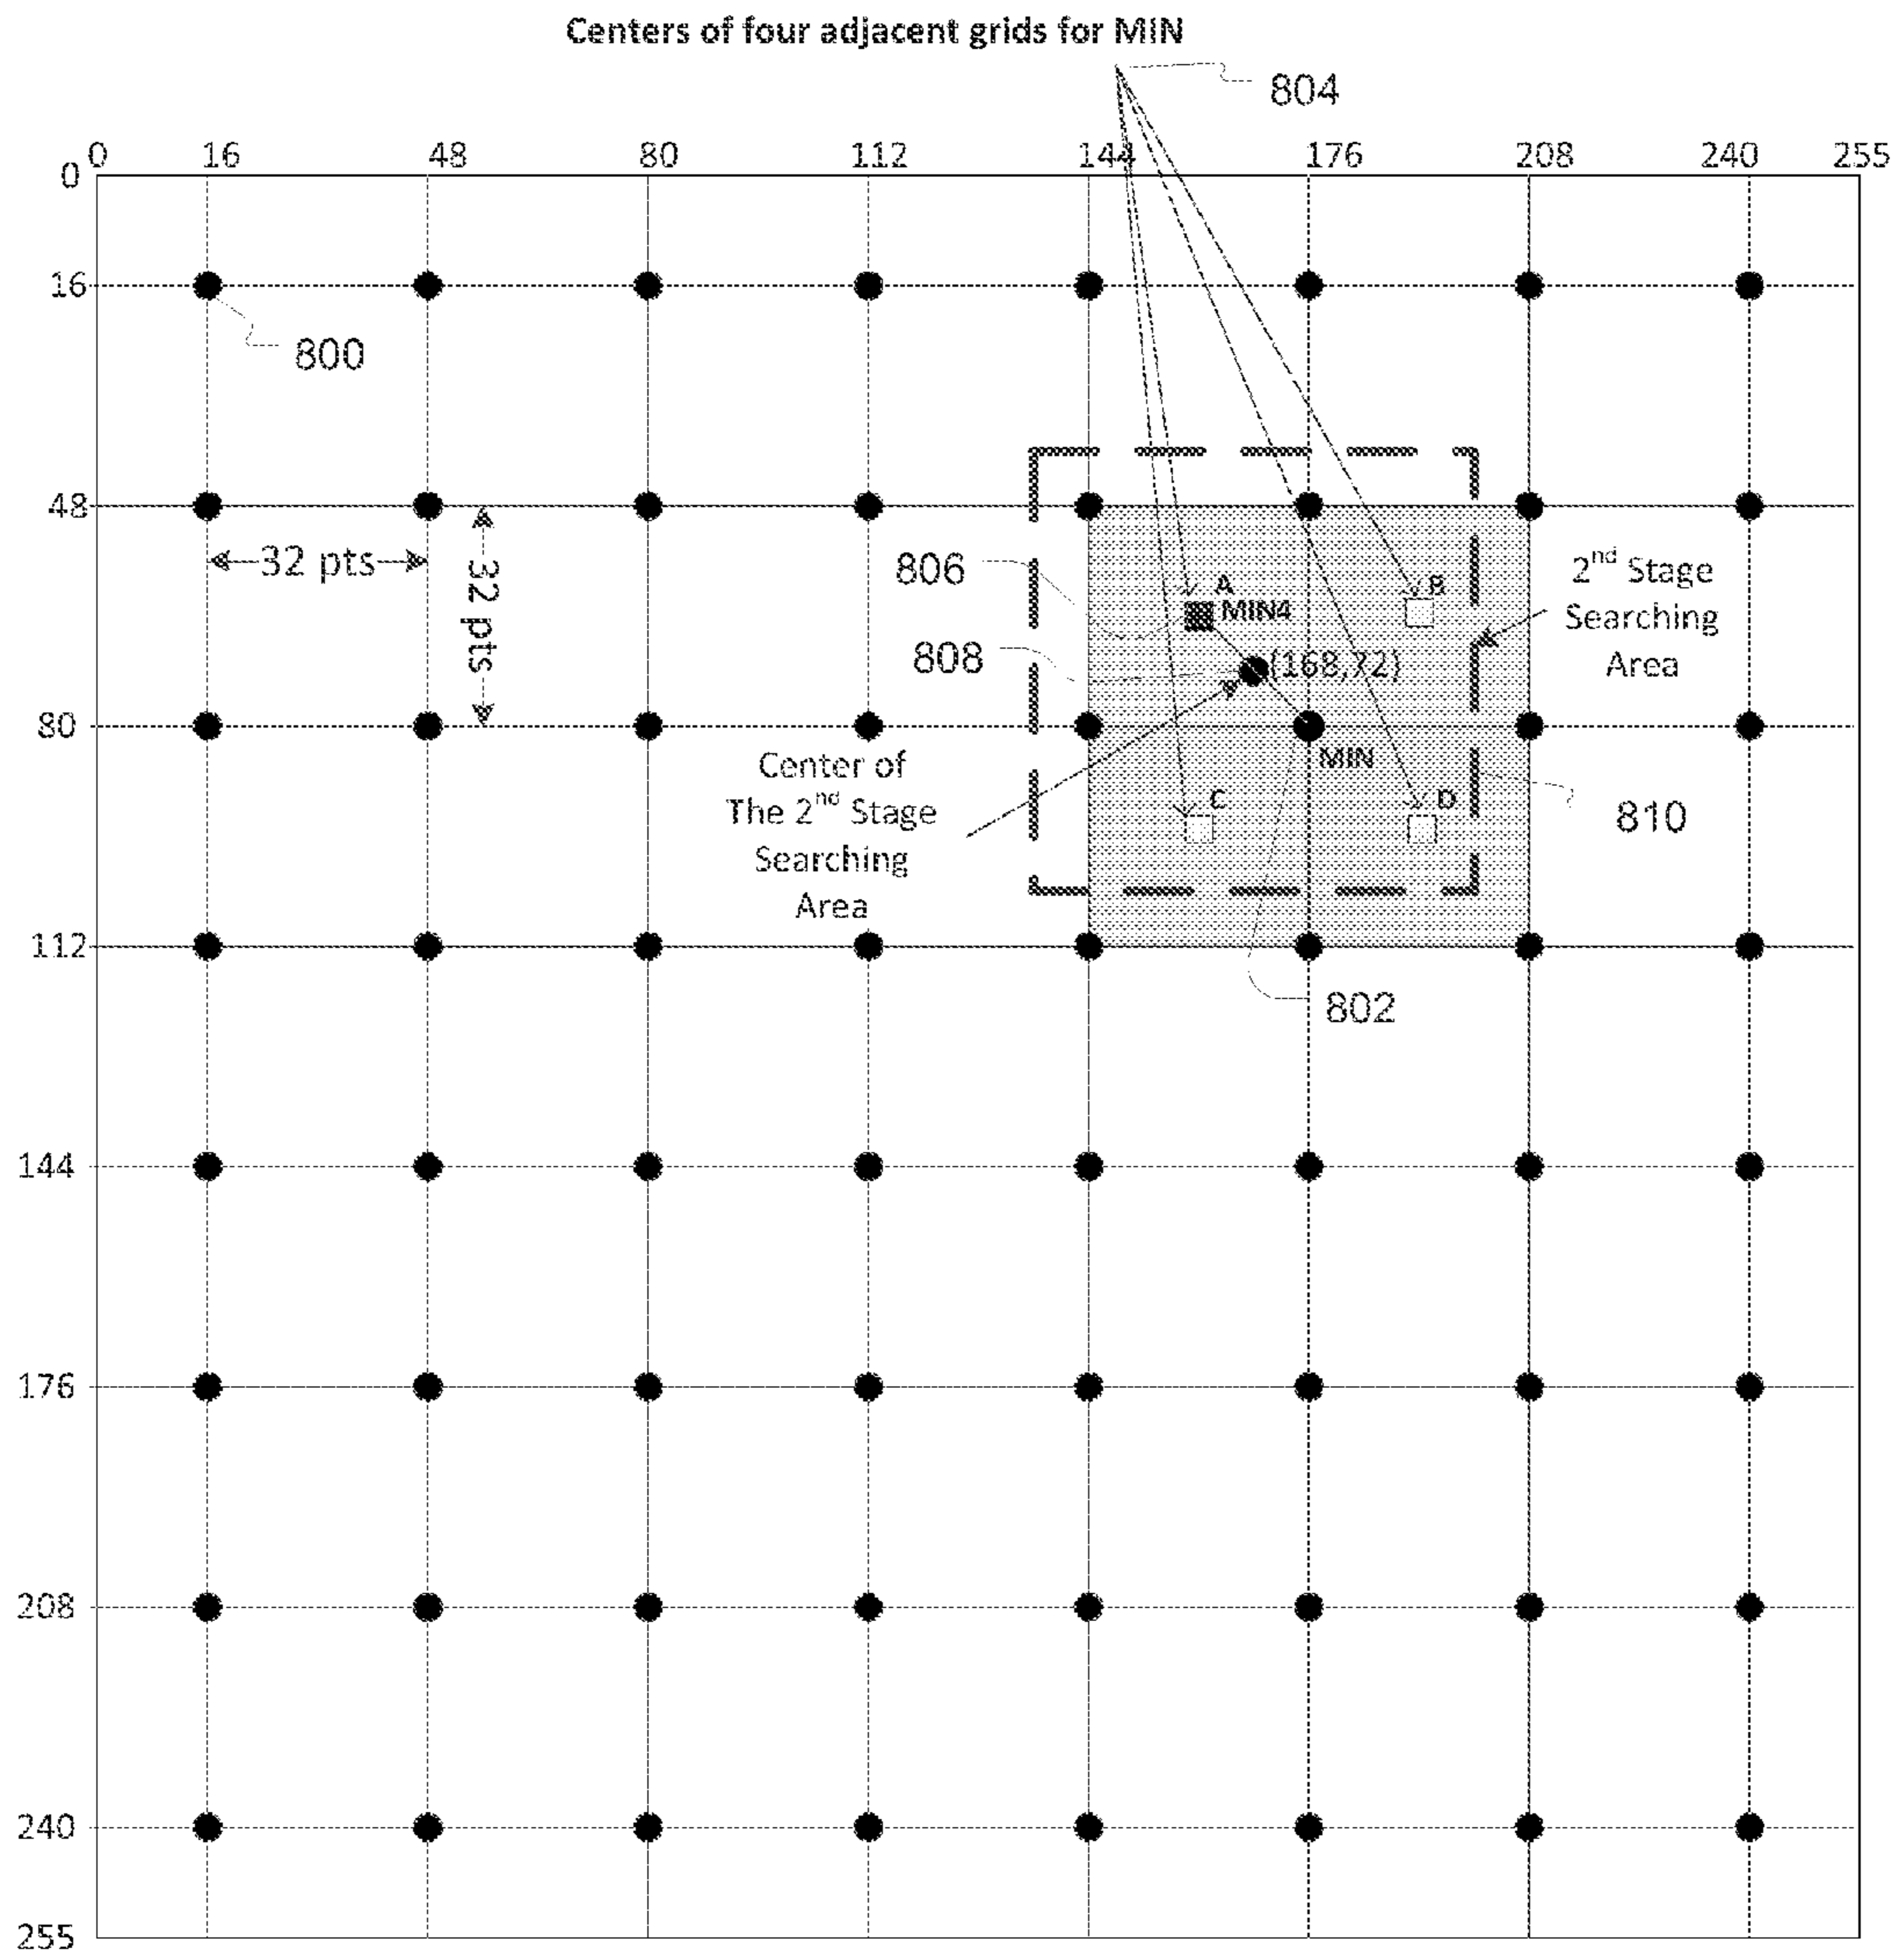 Centers of four adjacent grids for MIN
804
0 16 48 80 112 144 176 208 240 255
0
16
800
48
32 pts
32 pts
806
A
MIN4
B
2nd Stage
Searching
Area
808
(168,72)
80
MIN
Center of
The 2nd Stage
Searching
Area
C
D
810
112
802
144
176
208
240
255